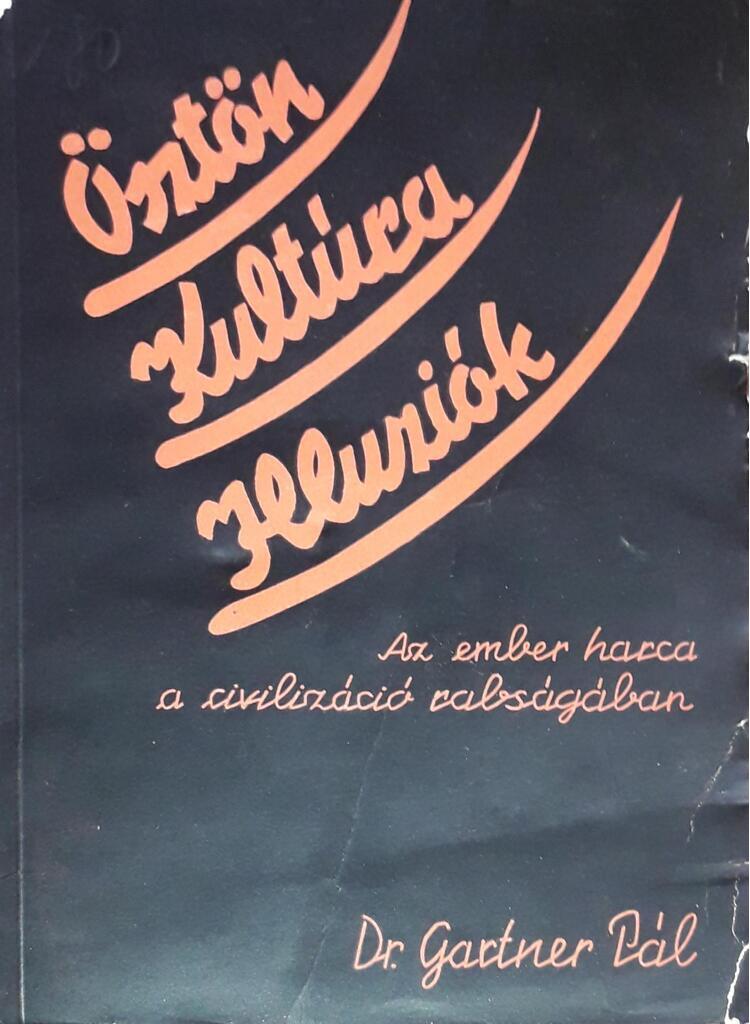 Ösztön
Kultúra
Illuziók
Az ember harca
a civilizáció rabságában
Dr. Gartner Pál